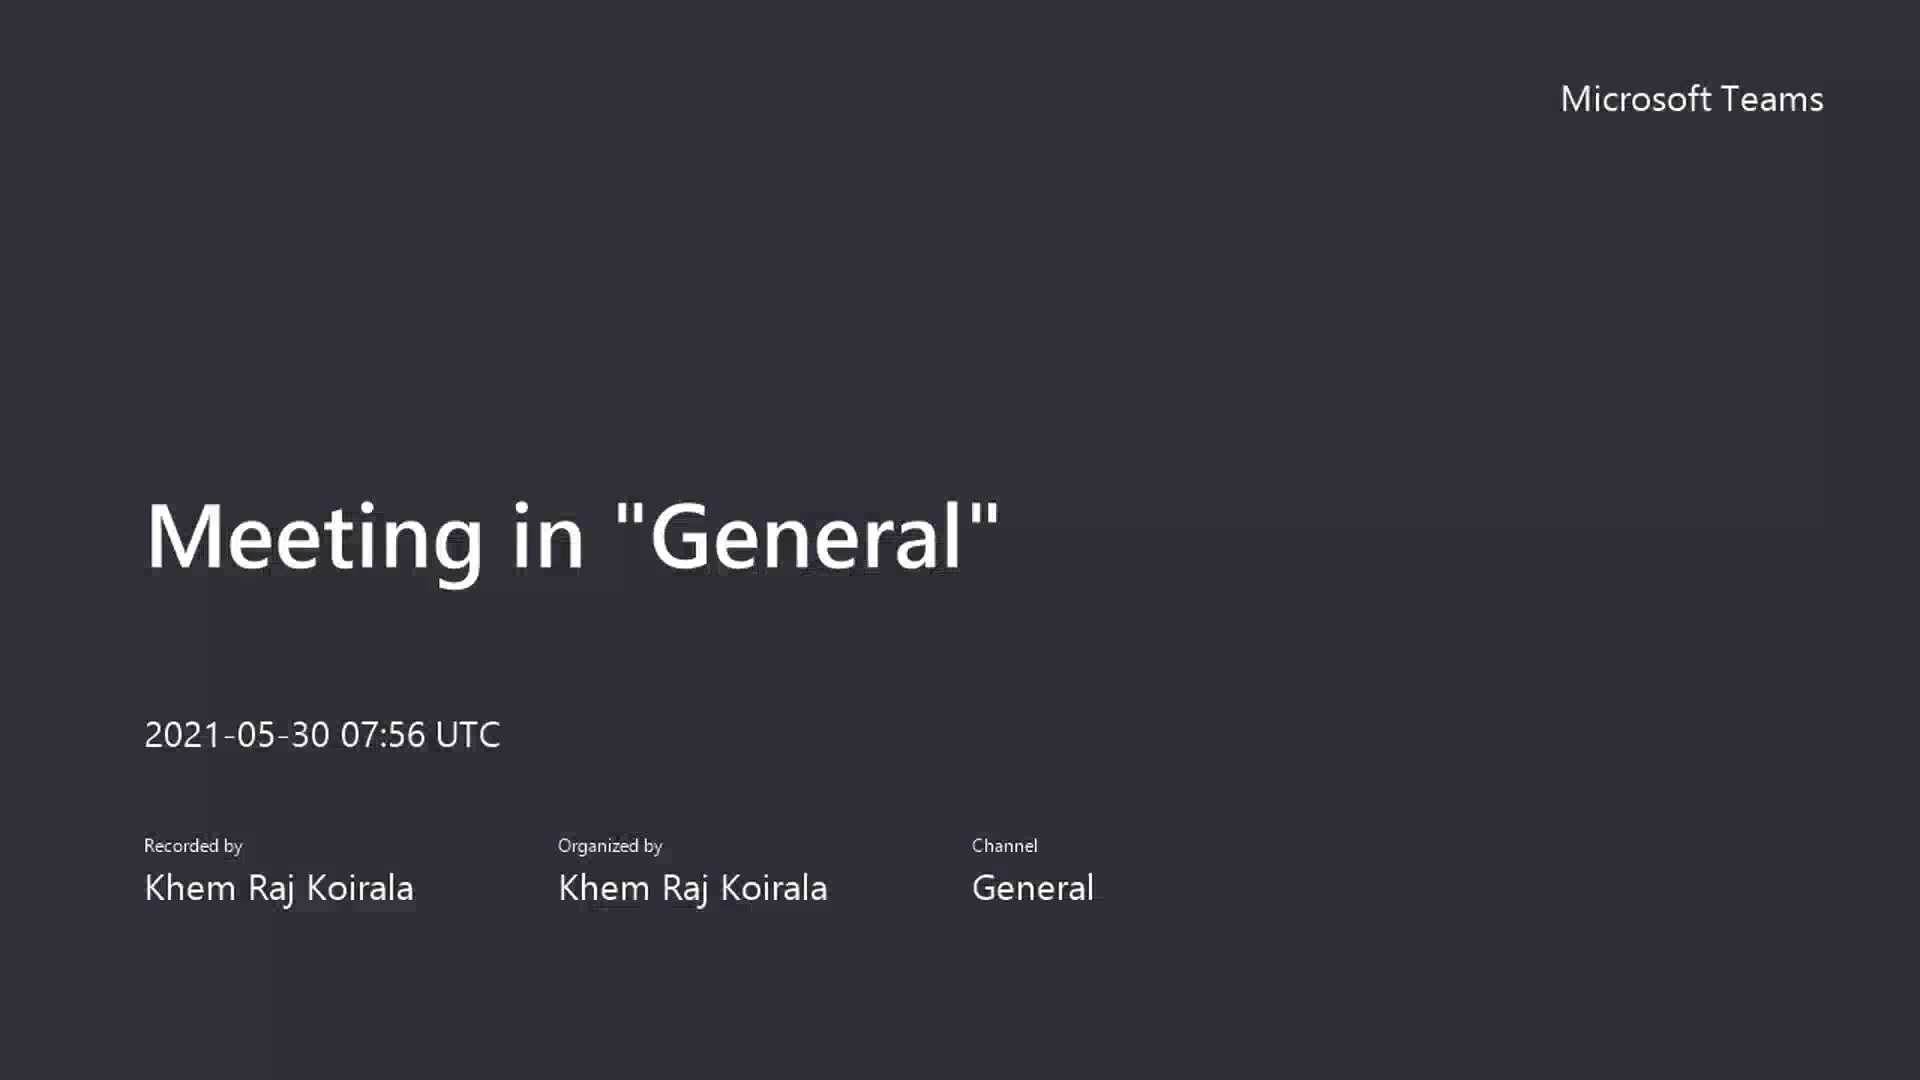 Microsoft Teams
Meeting in "General"
2021-05-30 07:56 UTC
Recorded by
Khem Raj Koirala
Organized by
Khem Raj Koirala
Channel
General